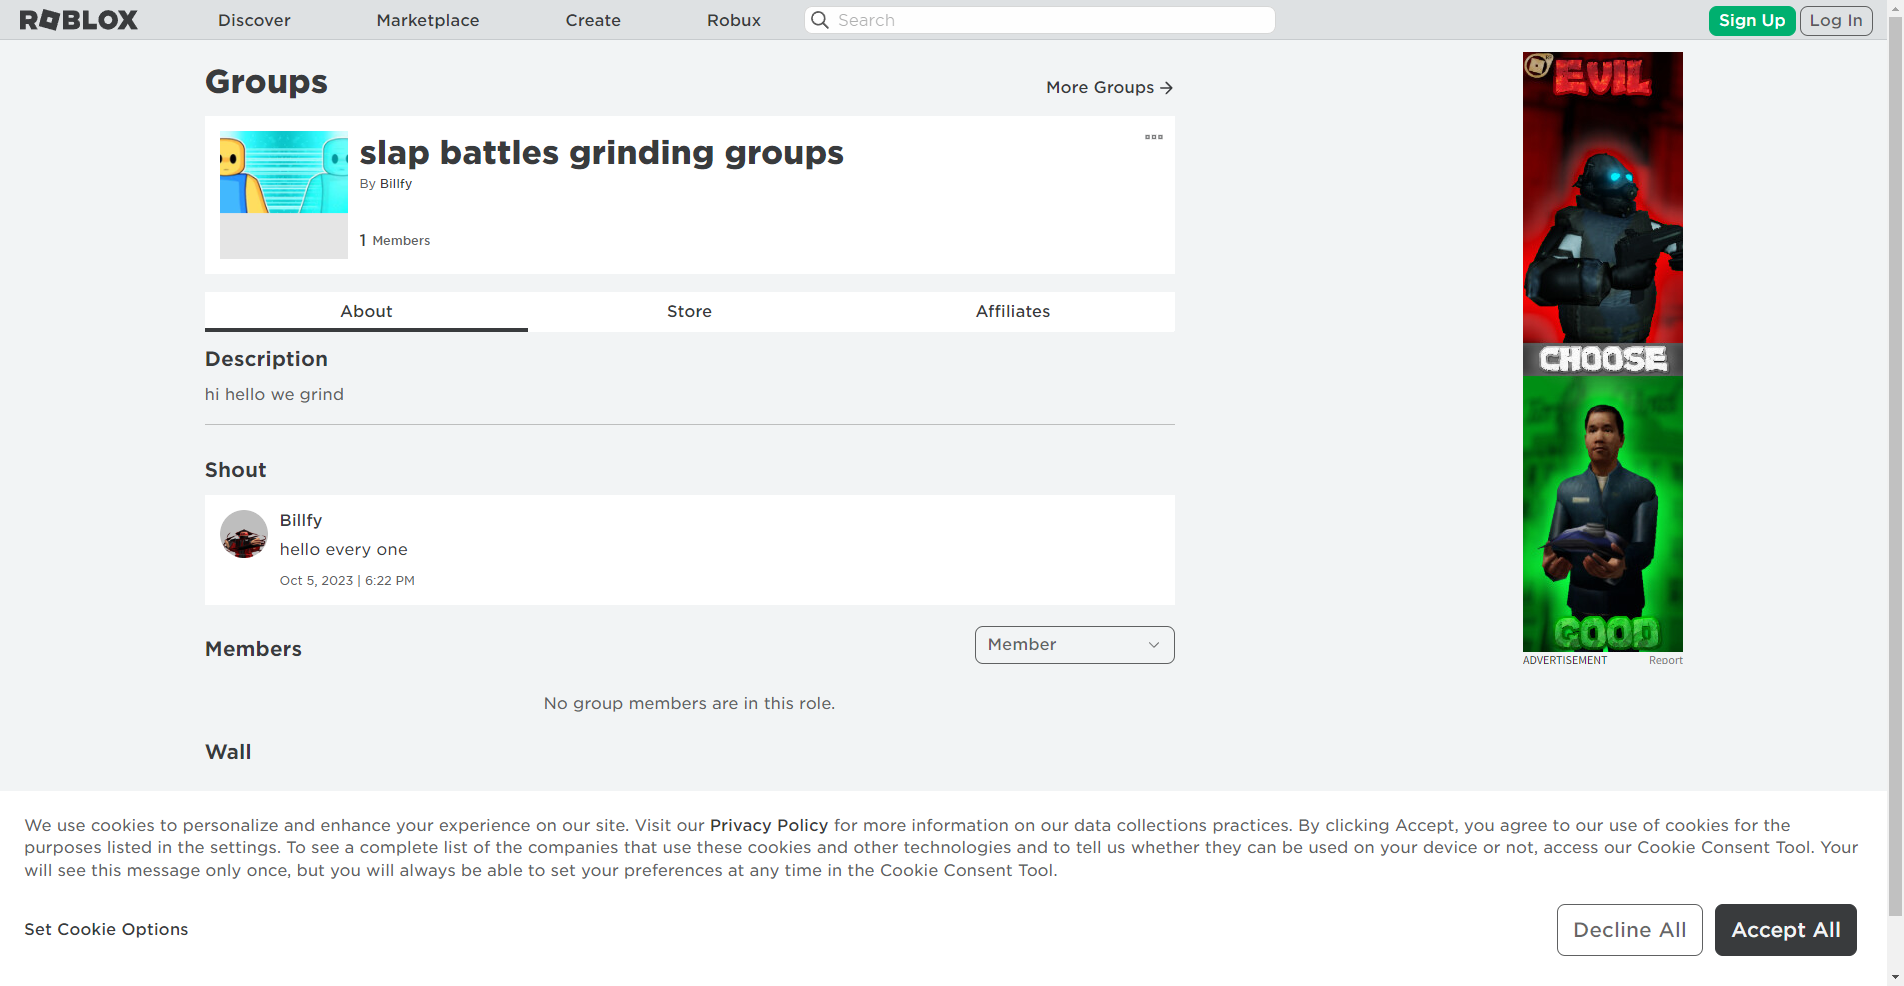 ROBLOX
Discover
Marketplace
Create
Robux
Search
Sign Up
Log In
Groups
More Groups →
slap battles grinding groups
By Billfy
1 Members
About
Store
Affiliates
Description
hi hello we grind
Shout
Billfy
hello every one
Oct 5, 2023 | 6:22 PM
Members
Member
No group members are in this role.
Wall
EVIL
CHOOSE
GOOD
ADVERTISEMENT
Report
We use cookies to personalize and enhance your experience on our site. Visit our Privacy Policy for more information on our data collections practices. By clicking Accept, you agree to our use of cookies for the
purposes listed in the settings. To see a complete list of the companies that use these cookies and other technologies and to tell us whether they can be used on your device or not, access our Cookie Consent Tool. Your
will see this message only once, but you will always be able to set your preferences at any time in the Cookie Consent Tool.
Set Cookie Options
Decline All
Accept All